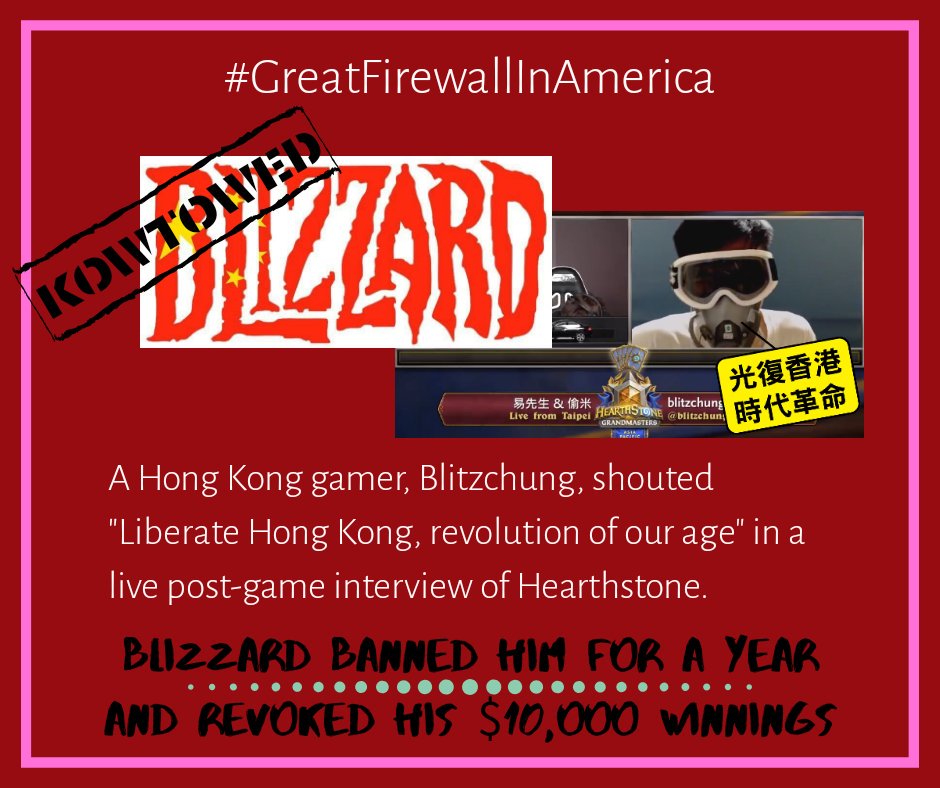 #GreatFirewallInAmerica
KOWTOWED
BLIZZARD
光復香港
時代革命
易先生 & 偷米
Live from Taipei
HEARTHSTONE
GRANDMASTERS
ASIA
PACIFIC
blitzchung
@blitzchung
A Hong Kong gamer, Blitzchung, shouted
"Liberate Hong Kong, revolution of our age" in a
live post-game interview of Hearthstone.
BLIZZARD BANNED HIM FOR A YEAR
AND REVOKED HIS $10,000 WINNINGS